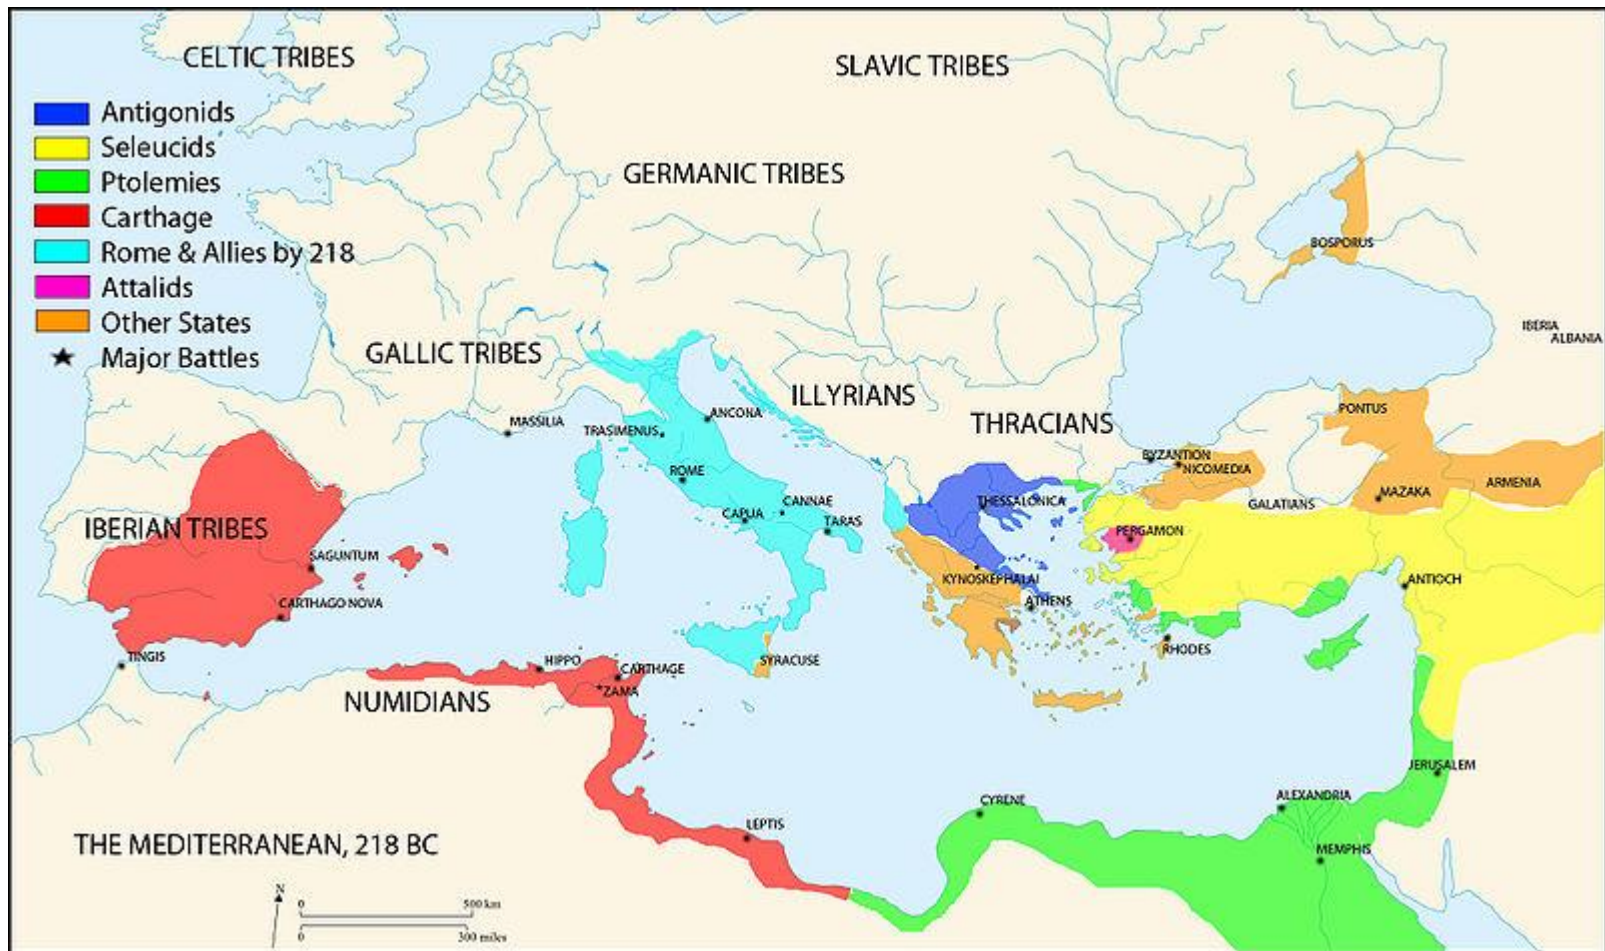 CELTIC TRIBES
SLAVIC TRIBES
Antigonids
Seleucids
Ptolemies
Carthage
Rome & Allies by 218
Attalids
Other States
Major Battles
GERMANIC TRIBES
BOSPORUS
IBERIA
ALBANIA
GALLIC TRIBES
ILLYRIANS
THRACIANS
PONTUS
MASSILIA
ANCONA
TRASIMENUS
BYZANTION
NICOMEDIA
ROME
CANNAE
THESSALONICA
GALATIANS
MAZAKA
ARMENIA
CAPUA
TARAS
IBERIAN TRIBES
PERGAMON
SAGUNTUM
KYNOSKEPHALAI
ANTIOCH
CARTHAGO NOVA
ATHENS
TINGIS
HIPPO
CARTHAGE
SYRACUSE
RHODES
ZAMA
NUMIDIANS
JERUSALEM
CYRENE
ALEXANDRIA
LEPTIS
MEMPHIS
THE MEDITERRANEAN, 218 BC
N
0 500 km
0 300 miles